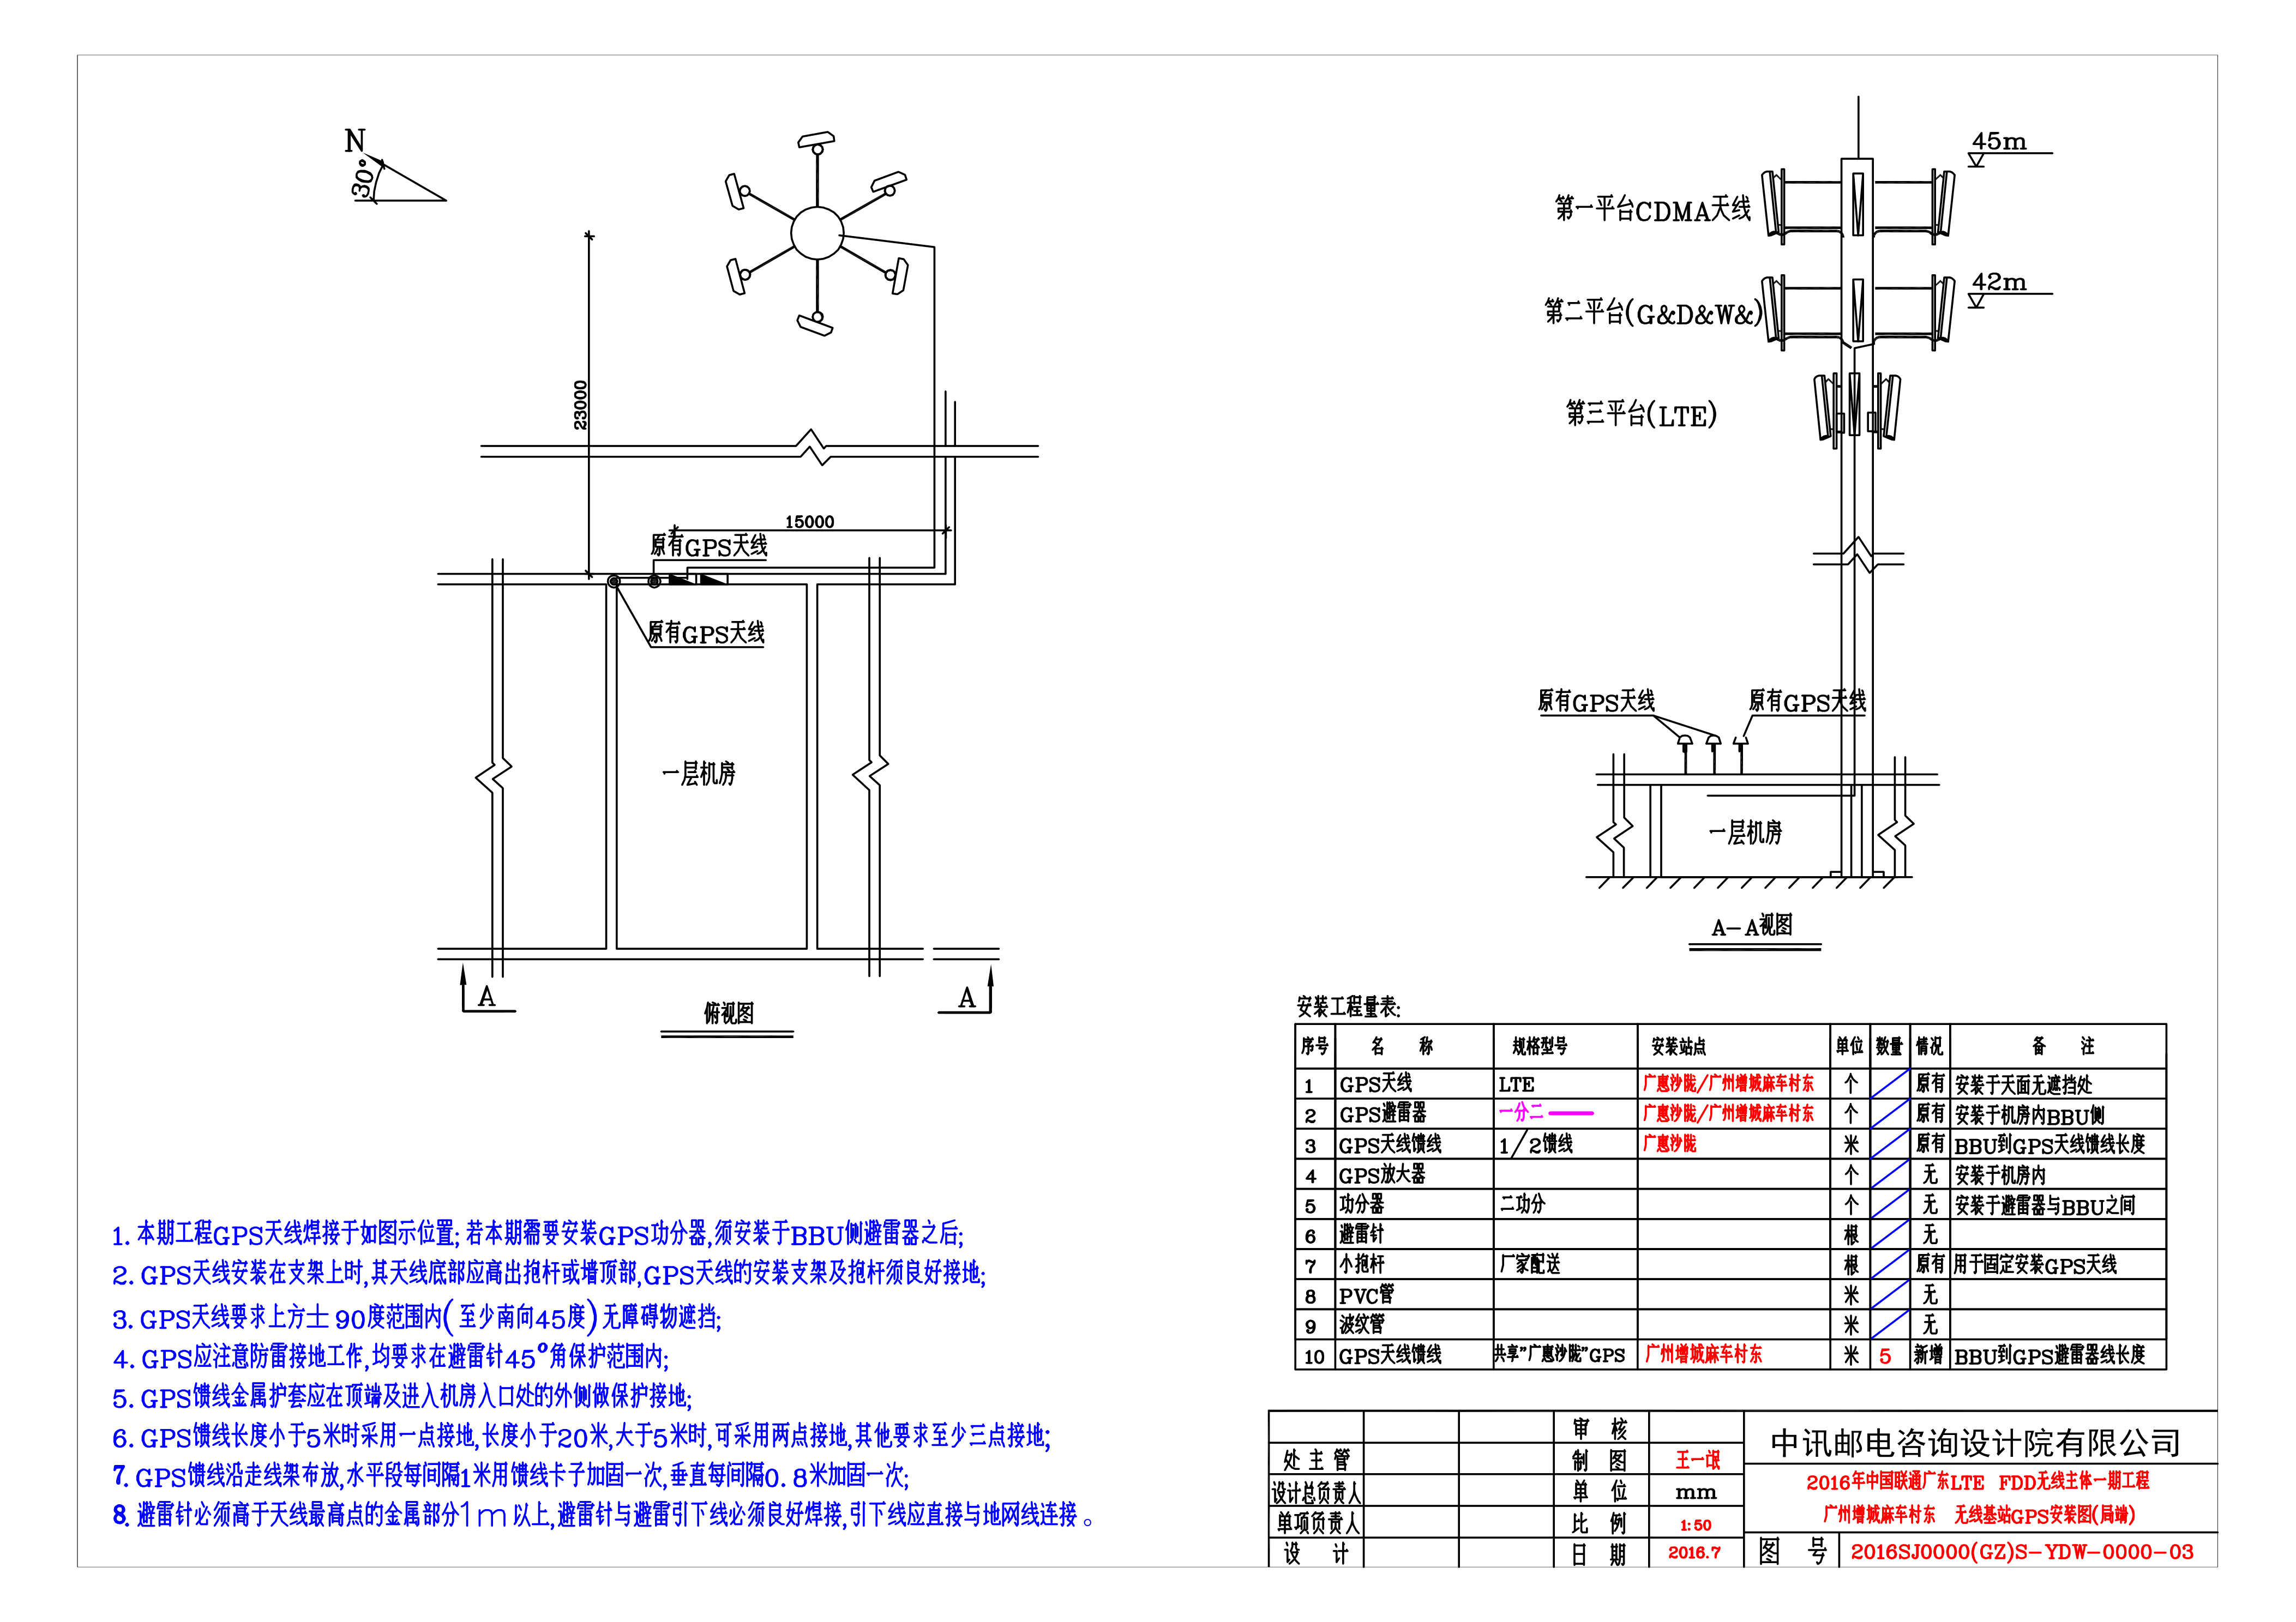 N
30°
23000
15000
原有GPS天线
原有GPS天线
一层机房
A
A
俯视图
45m
第一平台CDMA天线
42m
第二平台(G&D&W&)
第三平台(LTE)
原有GPS天线
原有GPS天线
一层机房
A-A视图
安装工程量表:
序号 名 称 规格型号 安装站点 单位 数量 情况 备 注
1 GPS天线 LTE 广惠沙陇/广州增城麻车村东 个 原有 安装于天面无遮挡处
2 GPS避雷器 一分二 广惠沙陇/广州增城麻车村东 个 原有 安装于机房内BBU侧
3 GPS天线馈线 1/2馈线 广惠沙陇 米 原有 BBU到GPS天线馈线长度
4 GPS放大器 个 无 安装于机房内
5 功分器 二功分 个 无 安装于避雷器与BBU之间
6 避雷针 根 无
7 小抱杆 厂家配送 根 原有 用于固定安装GPS天线
8 PVC管 米 无
9 波纹管 米 无
10 GPS天线馈线 共享"广惠沙陇"GPS 广州增城麻车村东 米 5 新增 BBU到GPS避雷器线长度
1. 本期工程GPS天线焊接于如图示位置; 若本期需要安装GPS功分器,须安装于BBU侧避雷器之后;
2. GPS天线安装在支架上时,其天线底部应高出抱杆或墙顶部,GPS天线的安装支架及抱杆须良好接地;
3. GPS天线要求上方士 90度范围内( 至少南向45度) 无障碍物遮挡;
4. GPS应注意防雷接地工作,均要求在避雷针45°角保护范围内;
5. GPS馈线金属护套应在顶端及进入机房入口处的外侧做保护接地;
6. GPS馈线长度小于5米时采用一点接地,长度小于20米,大于5米时,可采用两点接地,其他要求至少三点接地;
7. GPS馈线沿走线架布放,水平段每间隔1米用馈线卡子加固一次,垂直每间隔0.8米加固一次;
8. 避雷针必须高于天线最高点的金属部分1m 以上,避雷针与避雷引下线必须良好焊接,引下线应直接与地网线连接 。
审 核
处 主 管 制 图 王一
设计总负责人 单 位 mm
单项负责人 比 例 1:50
设 计 日 期 2016.7
中讯邮电咨询设计院有限公司
2016年中国联通广东LTE FDD无线主体一期工程
广州增城麻车村东 无线基站GPS安装图(局端)
图 号 2016SJ0000(GZ)S-YDW-0000-03